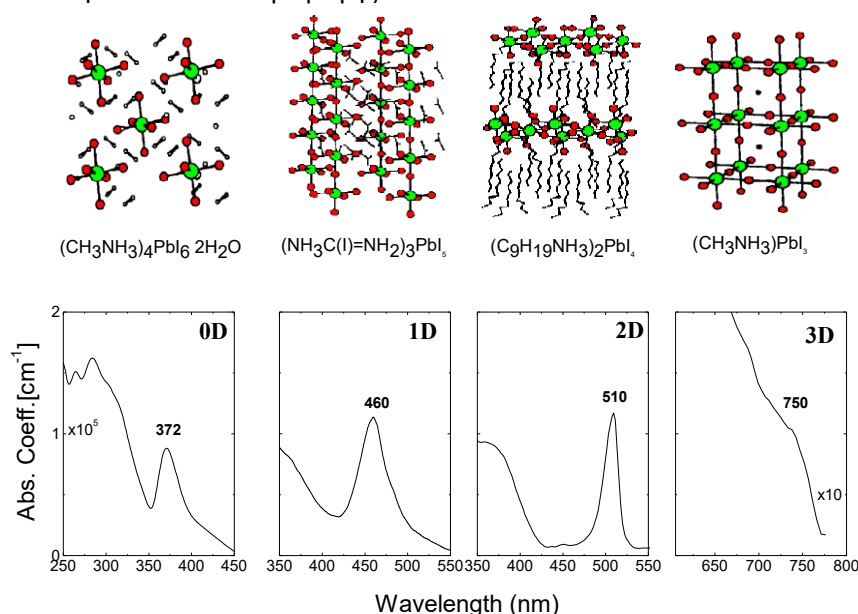 (CH3NH3)4PbI6 2H2O
(NH3C(I)=NH2)3PbI5
(C9H19NH3)2PbI4
(CH3NH3)PbI3
Abs. Coeff.[cm-1]
2
1
0
0D
x10^5
372
250 300 350 400 450
1D
460
350 400 450 500 550
2D
510
350 400 450 500 550
3D
750
x10
650 700 750 800
Wavelength (nm)